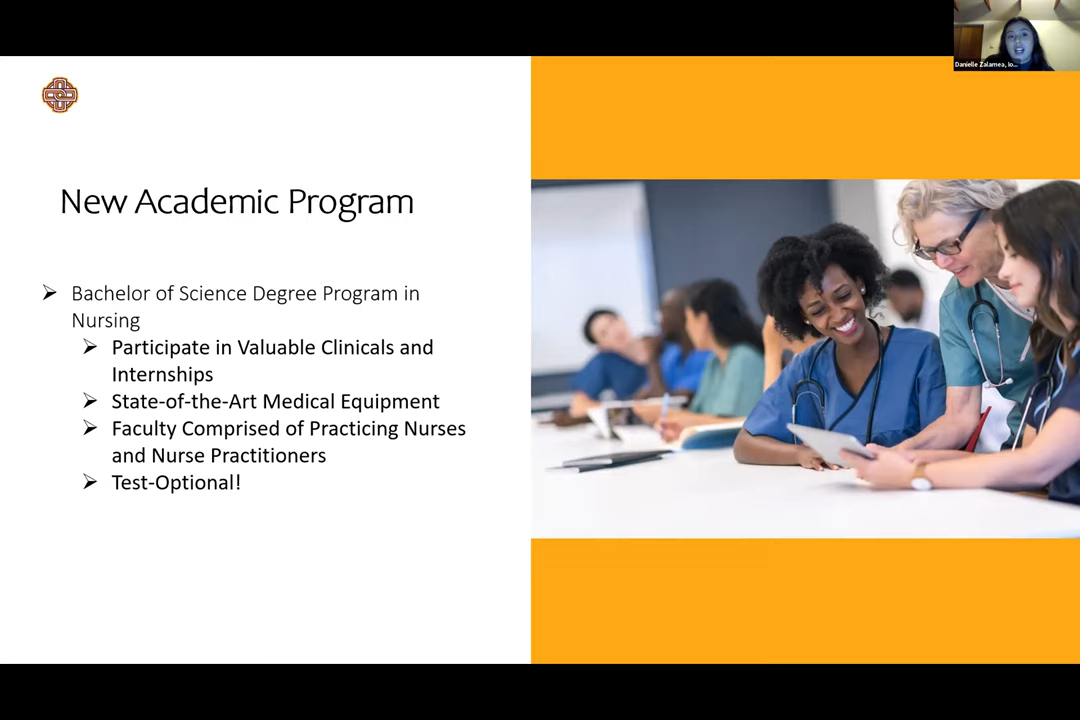 Danielle Zalamea, Io...
New Academic Program
Bachelor of Science Degree Program in
Nursing
Participate in Valuable Clinicals and
Internships
State-of-the-Art Medical Equipment
Faculty Comprised of Practicing Nurses
and Nurse Practitioners
Test-Optional!